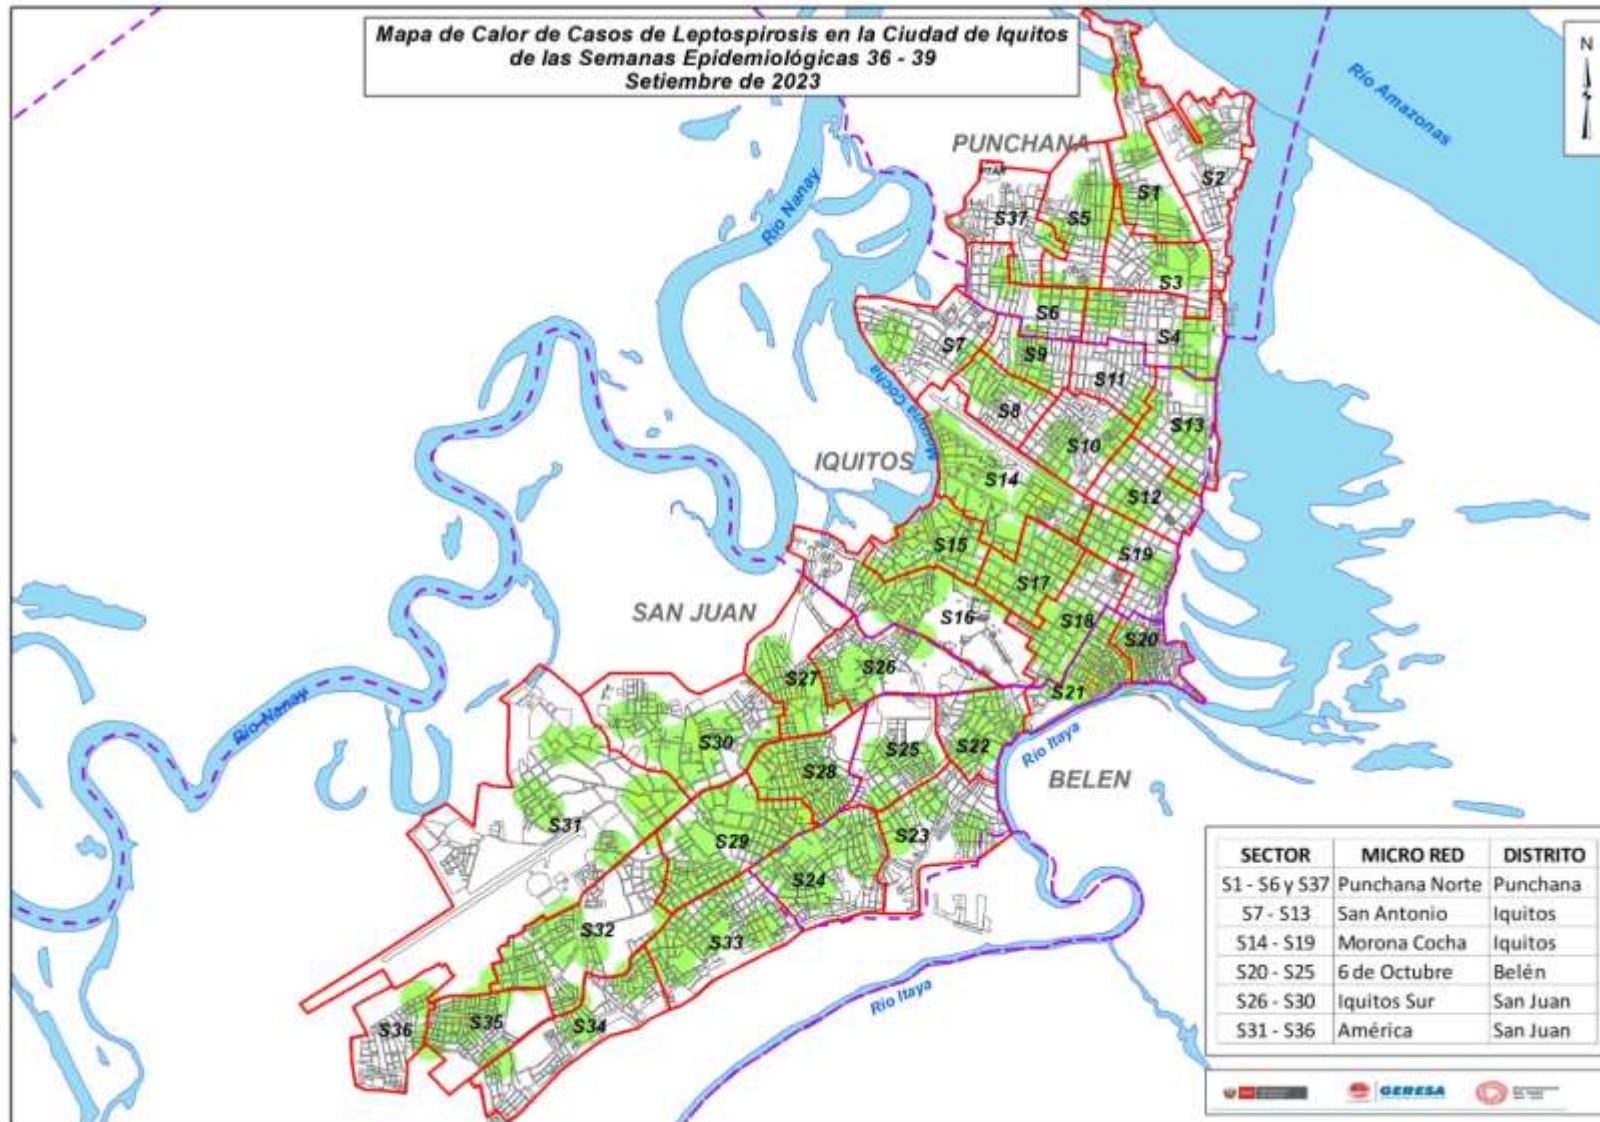 Mapa de Calor de Casos de Leptospirosis en la Ciudad de Iquitos
de las Semanas Epidemiológicas 36 - 39
Setiembre de 2023
N
Río Amazonas
PUNCHANA
PTAR
S2
S1
S37
S5
Río Nanay
S3
S6
S4
S7
S9
S11
Morona Cocha
S8
S13
S10
IQUITOS
S14
S12
S15
S19
S17
SAN JUAN
S16
S18
S20
S26
S27
S21
Río Nanay
S30
S25
S22
Río Itaya
S28
BELEN
S31
S29
S23
S24
S32
S33
Río Itaya
S35
S34
S36
SECTOR MICRO RED DISTRITO
S1 - S6 y S37 Punchana Norte Punchana
S7 - S13 San Antonio Iquitos
S14 - S19 Morona Cocha Iquitos
S20 - S25 6 de Octubre Belén
S26 - S30 Iquitos Sur San Juan
S31 - S36 América San Juan
GERESA